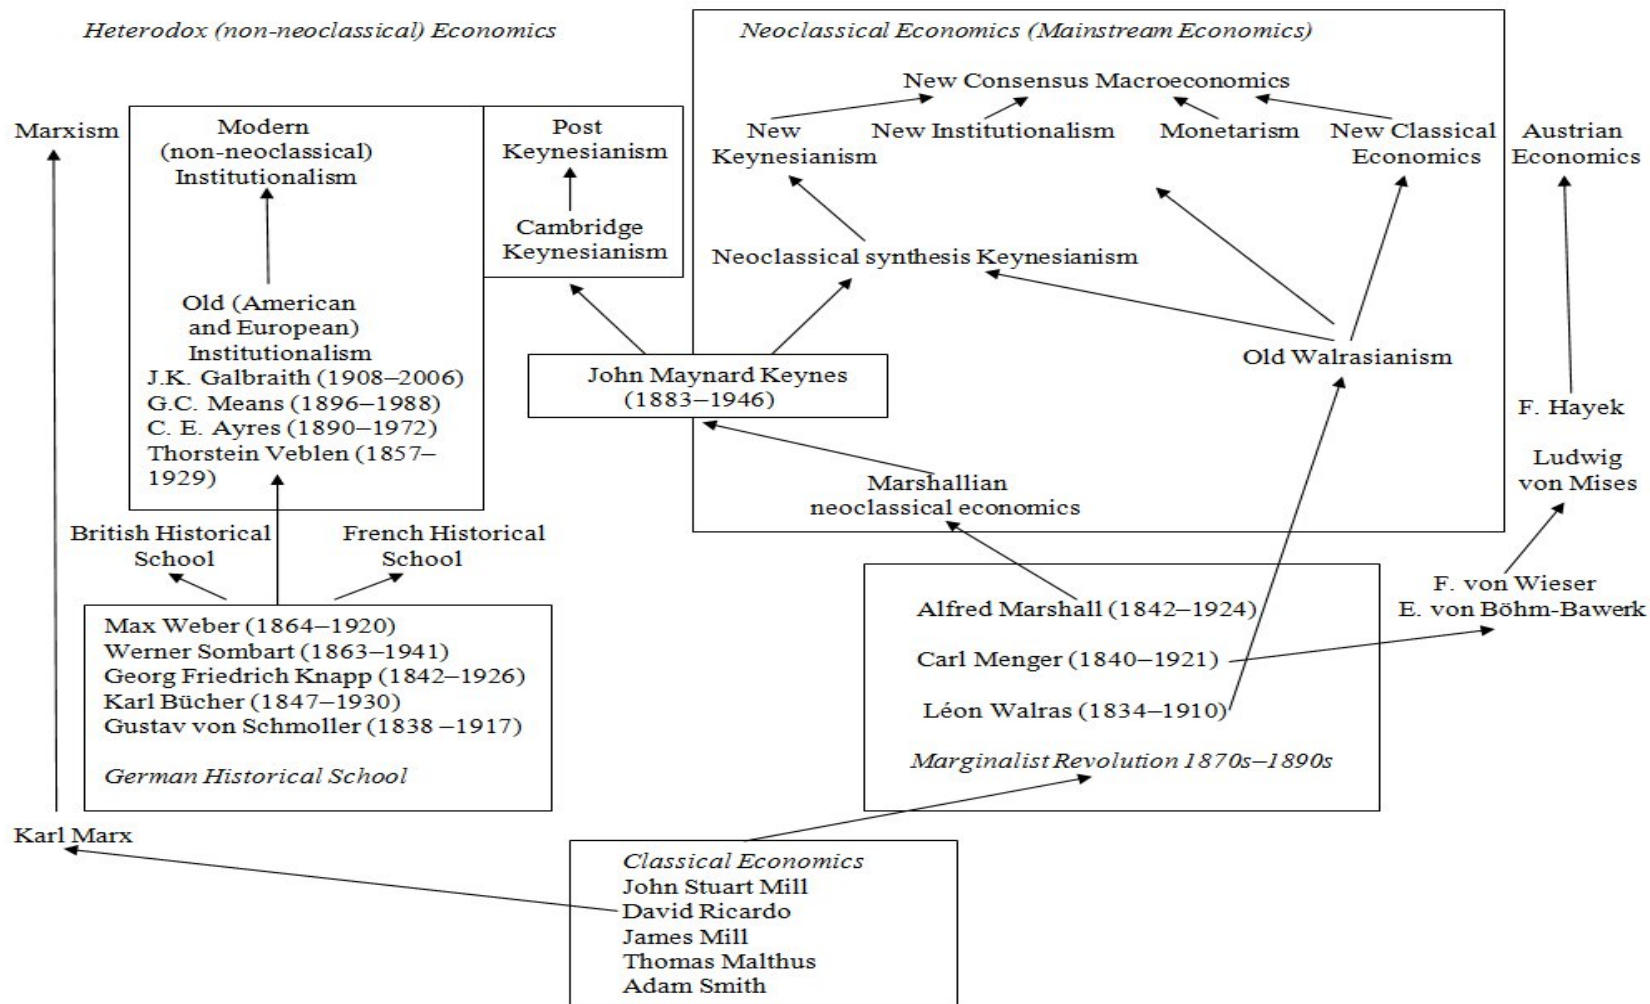 Heterodox (non-neoclassical) Economics
Neoclassical Economics (Mainstream Economics)
New Consensus Macroeconomics
Marxism
Modern
(non-neoclassical)
Institutionalism
Post
Keynesianism
New
Keynesianism
New Institutionalism
Monetarism
New Classical
Economics
Austrian
Economics
Cambridge
Keynesianism
Neoclassical synthesis Keynesianism
Old (American
and European)
Institutionalism
J.K. Galbraith (1908–2006)
G.C. Means (1896–1988)
C. E. Ayres (1890–1972)
Thorstein Veblen (1857–
1929)
John Maynard Keynes
(1883–1946)
Old Walrasianism
F. Hayek
Ludwig
von Mises
Marshallian
neoclassical economics
British Historical
School
French Historical
School
F. von Wieser
E. von Böhm-Bawerk
Max Weber (1864–1920)
Werner Sombart (1863–1941)
Georg Friedrich Knapp (1842–1926)
Karl Bücher (1847–1930)
Gustav von Schmoller (1838 –1917)
German Historical School
Alfred Marshall (1842–1924)
Carl Menger (1840–1921)
Léon Walras (1834–1910)
Marginalist Revolution 1870s–1890s
Karl Marx
Classical Economics
John Stuart Mill
David Ricardo
James Mill
Thomas Malthus
Adam Smith